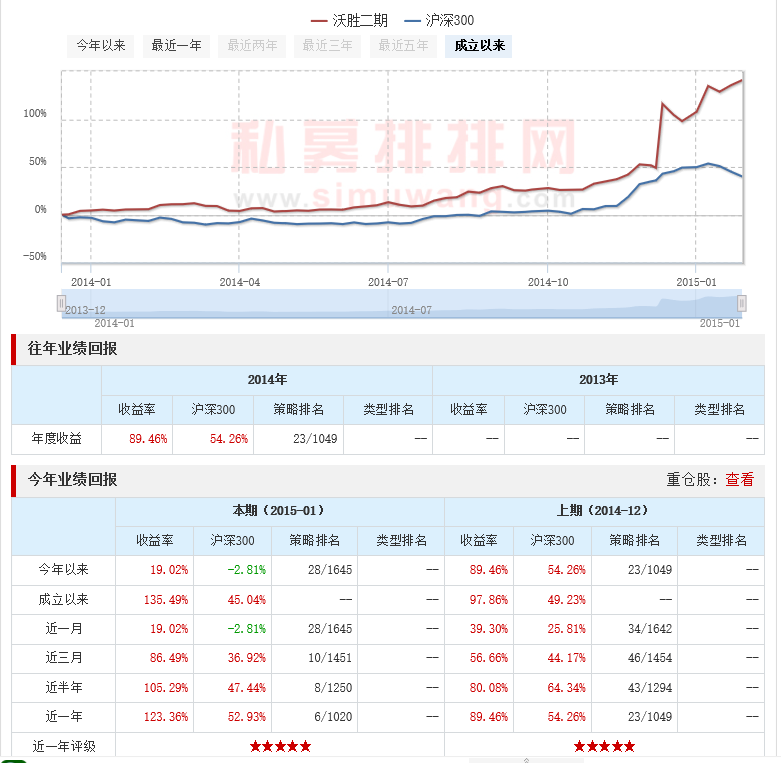 沃胜二期 沪深300
今年以来 最近一年 最近两年 最近三年 最近五年 成立以来
100%
私募排排网
50%
www.simuwang.com
0%
-50%
2014-01 2014-04 2014-07 2014-10 2015-01
2013-12 2014-07
2014-01 2015-01
往年业绩回报
2014年 2013年
收益率 沪深300 策略排名 类型排名 收益率 沪深300 策略排名 类型排名
年度收益 89.46% 54.26% 23/1049 -- -- -- -- --
今年业绩回报 重仓股：查看
本期（2015-01） 上期（2014-12）
收益率 沪深300 策略排名 类型排名 收益率 沪深300 策略排名 类型排名
今年以来 19.02% -2.81% 28/1645 -- 89.46% 54.26% 23/1049 --
成立以来 135.49% 45.04% -- -- 97.86% 49.23% -- --
近一月 19.02% -2.81% 28/1645 -- 39.30% 25.81% 34/1642 --
近三月 86.49% 36.92% 10/1451 -- 56.66% 44.17% 46/1454 --
近半年 105.29% 47.44% 8/1250 -- 80.08% 64.34% 43/1294 --
近一年 123.36% 52.93% 6/1020 -- 89.46% 54.26% 23/1049 --
近一年评级 ★★★★★ ★★★★★